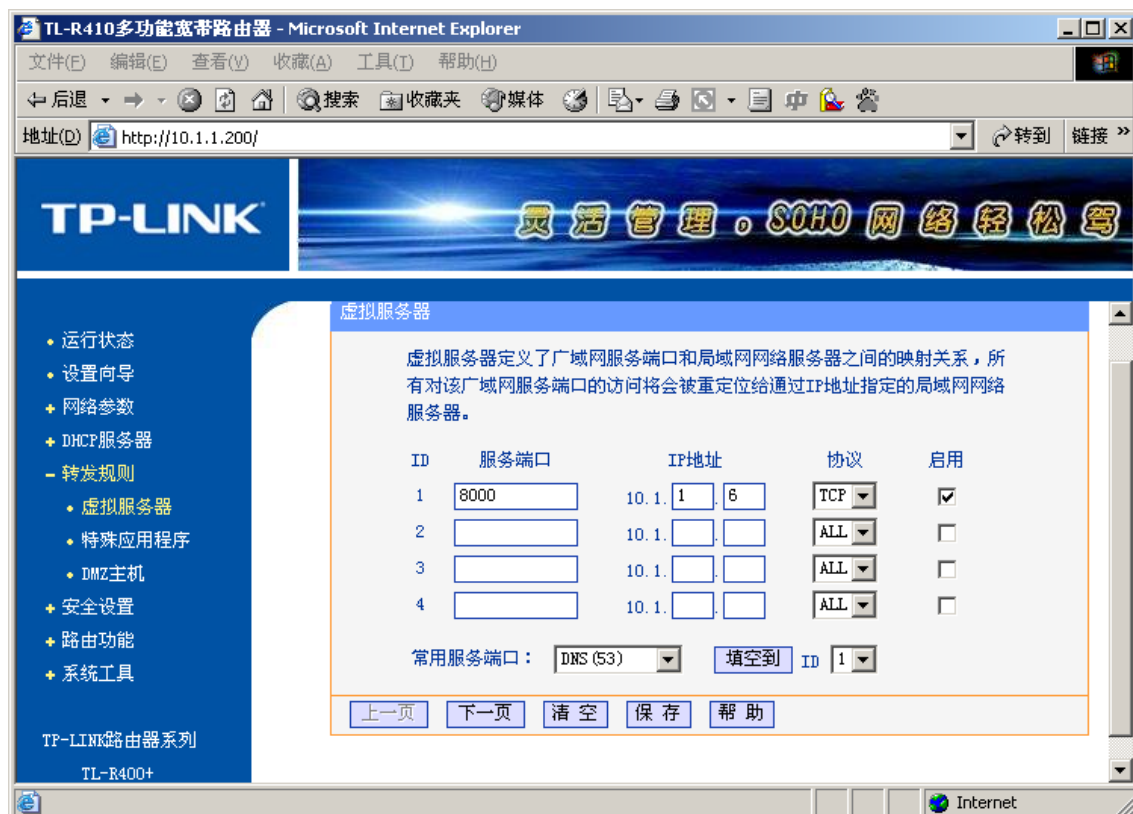 TL-R410多功能宽带路由器 - Microsoft Internet Explorer
文件(F) 编辑(E) 查看(V) 收藏(A) 工具(T) 帮助(H)
后退 搜索 收藏夹 媒体
地址(D) http://10.1.1.200/ 转到 链接 »
TP-LINK 灵活管理。SOHO网络轻松驾
虚拟服务器
• 运行状态
• 设置向导
+ 网络参数
+ DHCP服务器
- 转发规则
• 虚拟服务器
• 特殊应用程序
• DMZ主机
+ 安全设置
+ 路由功能
+ 系统工具
TP-LINK路由器系列
TL-R400+
虚拟服务器定义了广域网服务端口和局域网网络服务器之间的映射关系，所
有对该广域网服务端口的访问将会被重定位给通过IP地址指定的局域网网络
服务器。
ID 服务端口 IP地址 协议 启用
1 8000 10.1.1.6 TCP
2 10.1. . ALL
3 10.1. . ALL
4 10.1. . ALL
常用服务端口： DNS(53) 填空到 ID 1
上一页 下一页 清空 保存 帮助
Internet